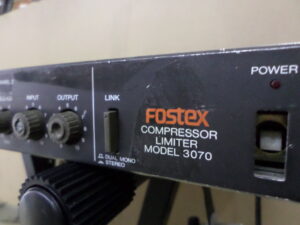 POWER
INPUT
OUTPUT
LINK
FOSTEX
COMPRESSOR
LIMITER
MODEL 3070
DUAL MONO
STEREO